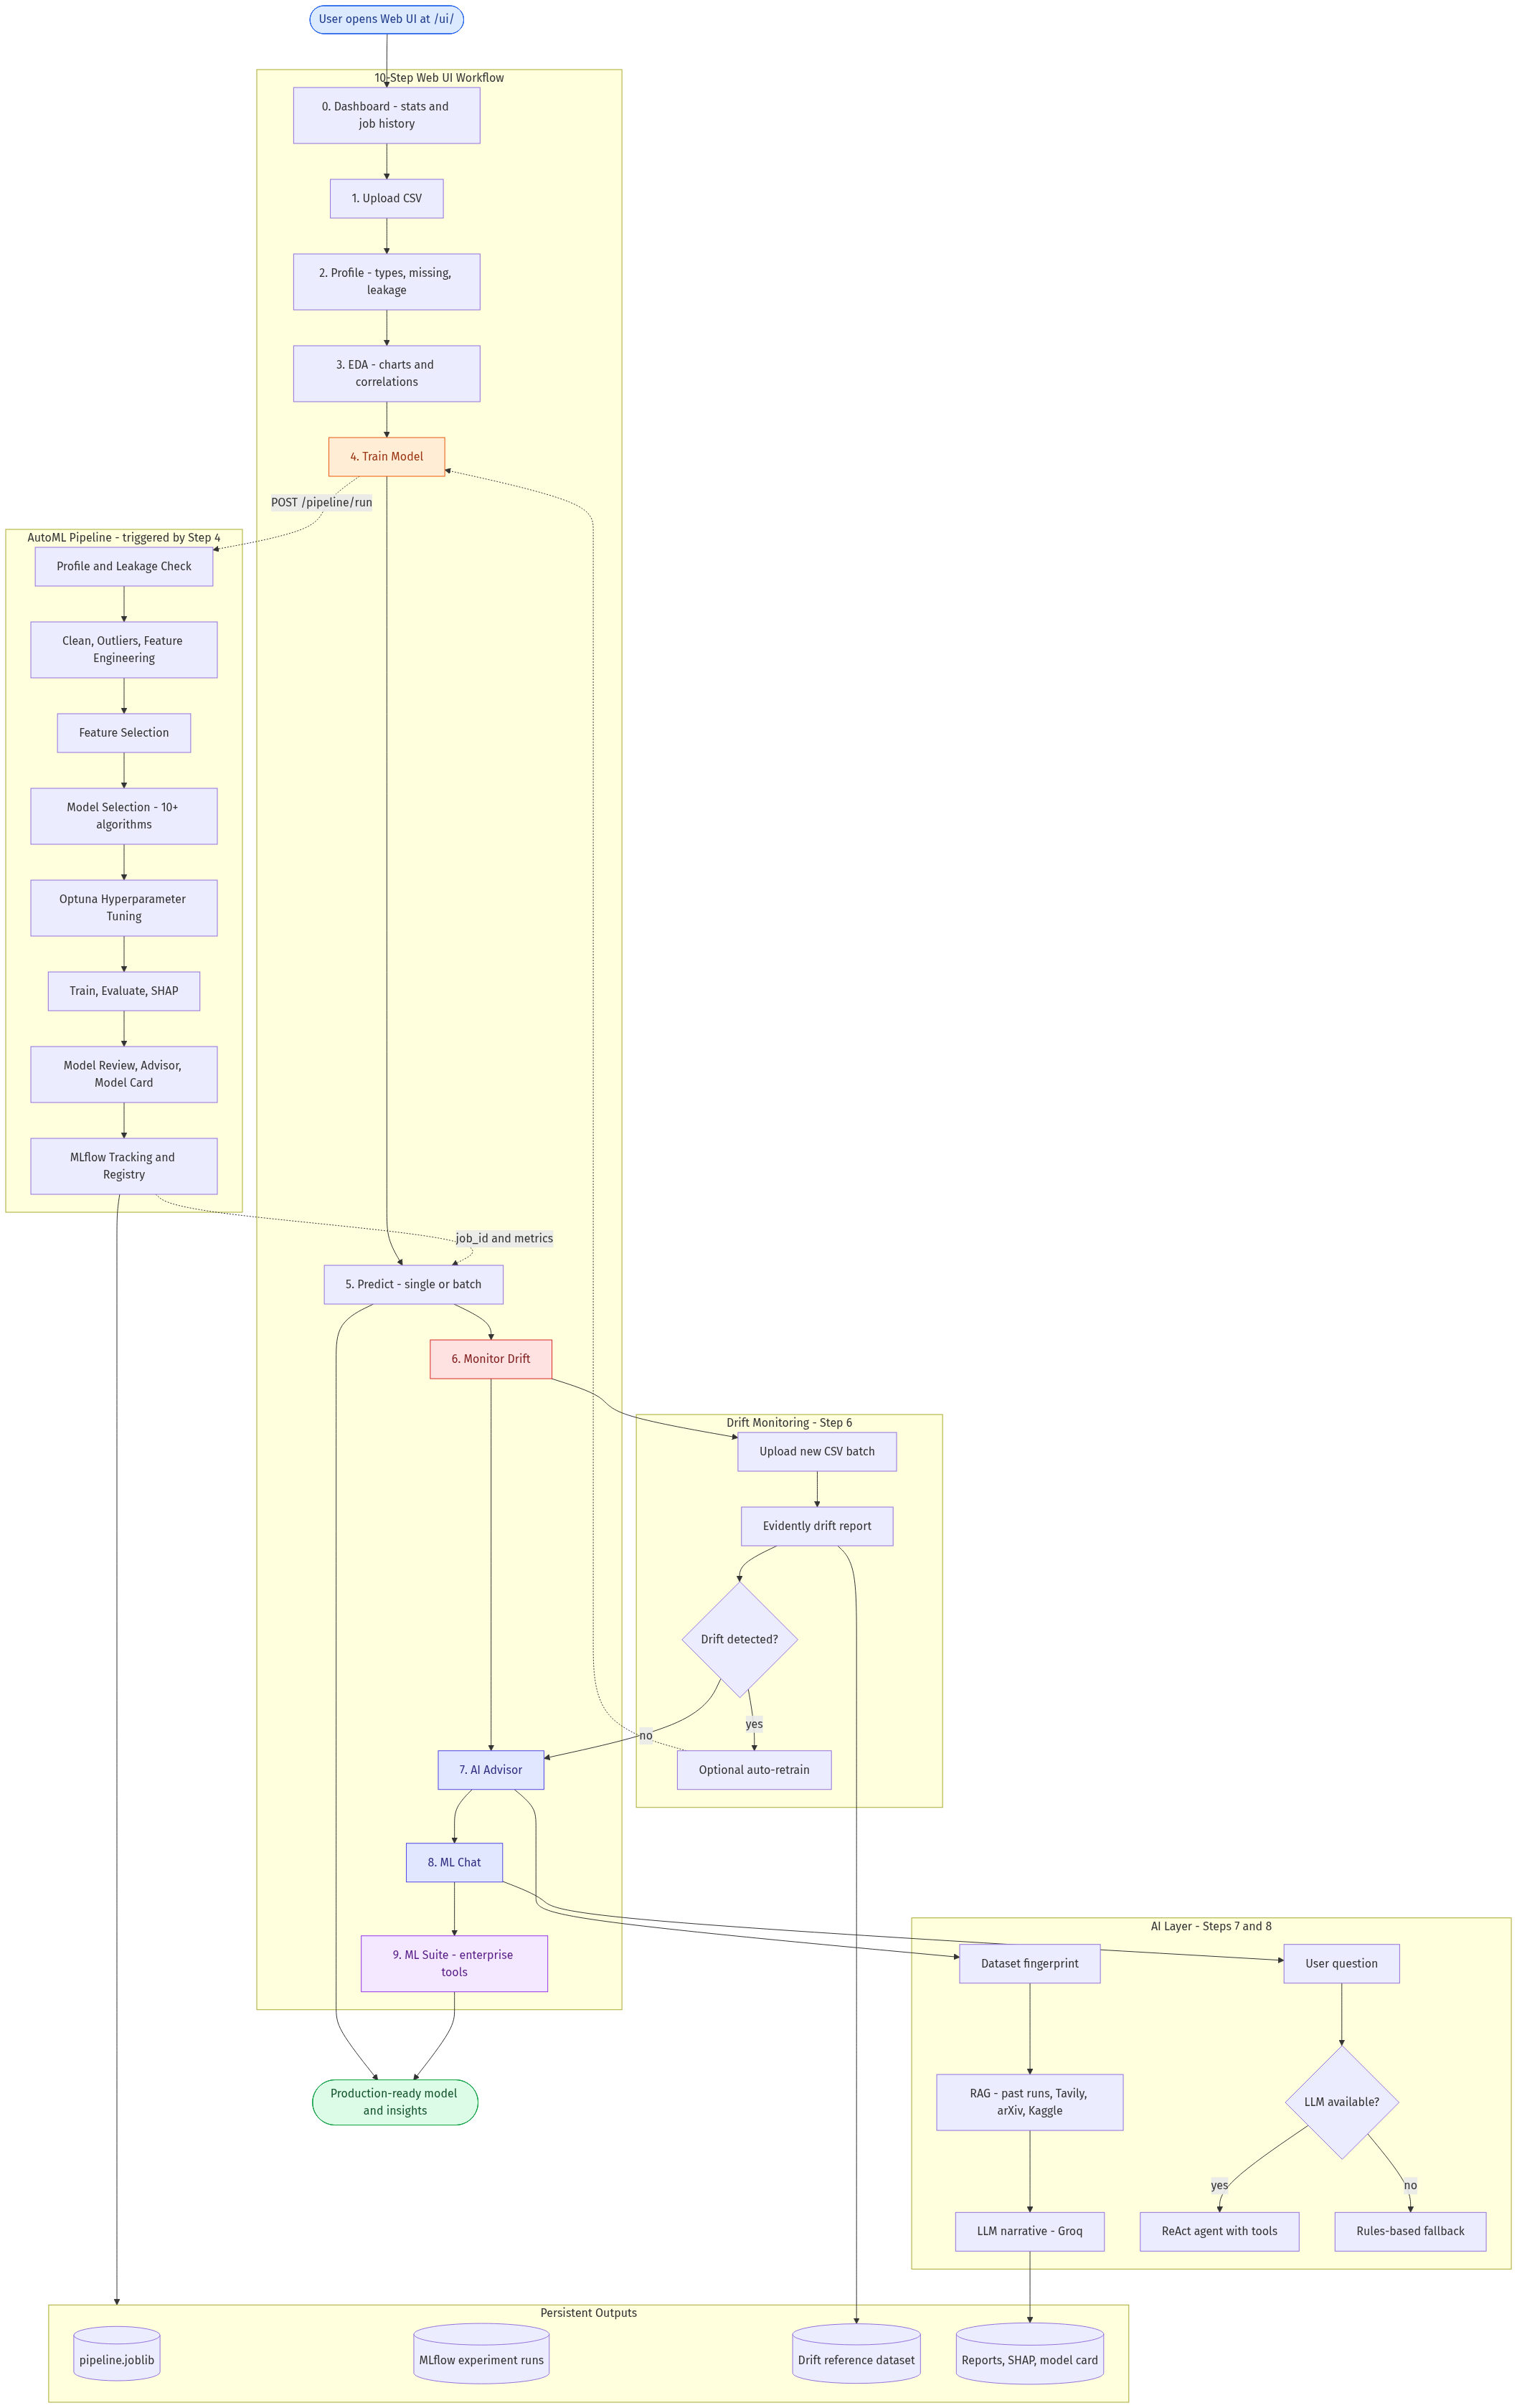 User opens Web UI at /ui/
10-Step Web UI Workflow
0. Dashboard - stats and
job history
1. Upload CSV
2. Profile - types, missing,
leakage
3. EDA - charts and
correlations
4. Train Model
POST /pipeline/run
AutoML Pipeline - triggered by Step 4
Profile and Leakage Check
Clean, Outliers, Feature
Engineering
Feature Selection
Model Selection - 10+
algorithms
Optuna Hyperparameter
Tuning
Train, Evaluate, SHAP
Model Review, Advisor,
Model Card
MLflow Tracking and
Registry
job_id and metrics
5. Predict - single or batch
6. Monitor Drift
Drift Monitoring - Step 6
Upload new CSV batch
Evidently drift report
Drift detected?
yes
no
Optional auto-retrain
7. AI Advisor
8. ML Chat
9. ML Suite - enterprise
tools
AI Layer - Steps 7 and 8
Dataset fingerprint
User question
RAG - past runs, Tavily,
arXiv, Kaggle
LLM available?
yes
no
LLM narrative - Groq
ReAct agent with tools
Rules-based fallback
Production-ready model
and insights
Persistent Outputs
pipeline.joblib
MLflow experiment runs
Drift reference dataset
Reports, SHAP, model card